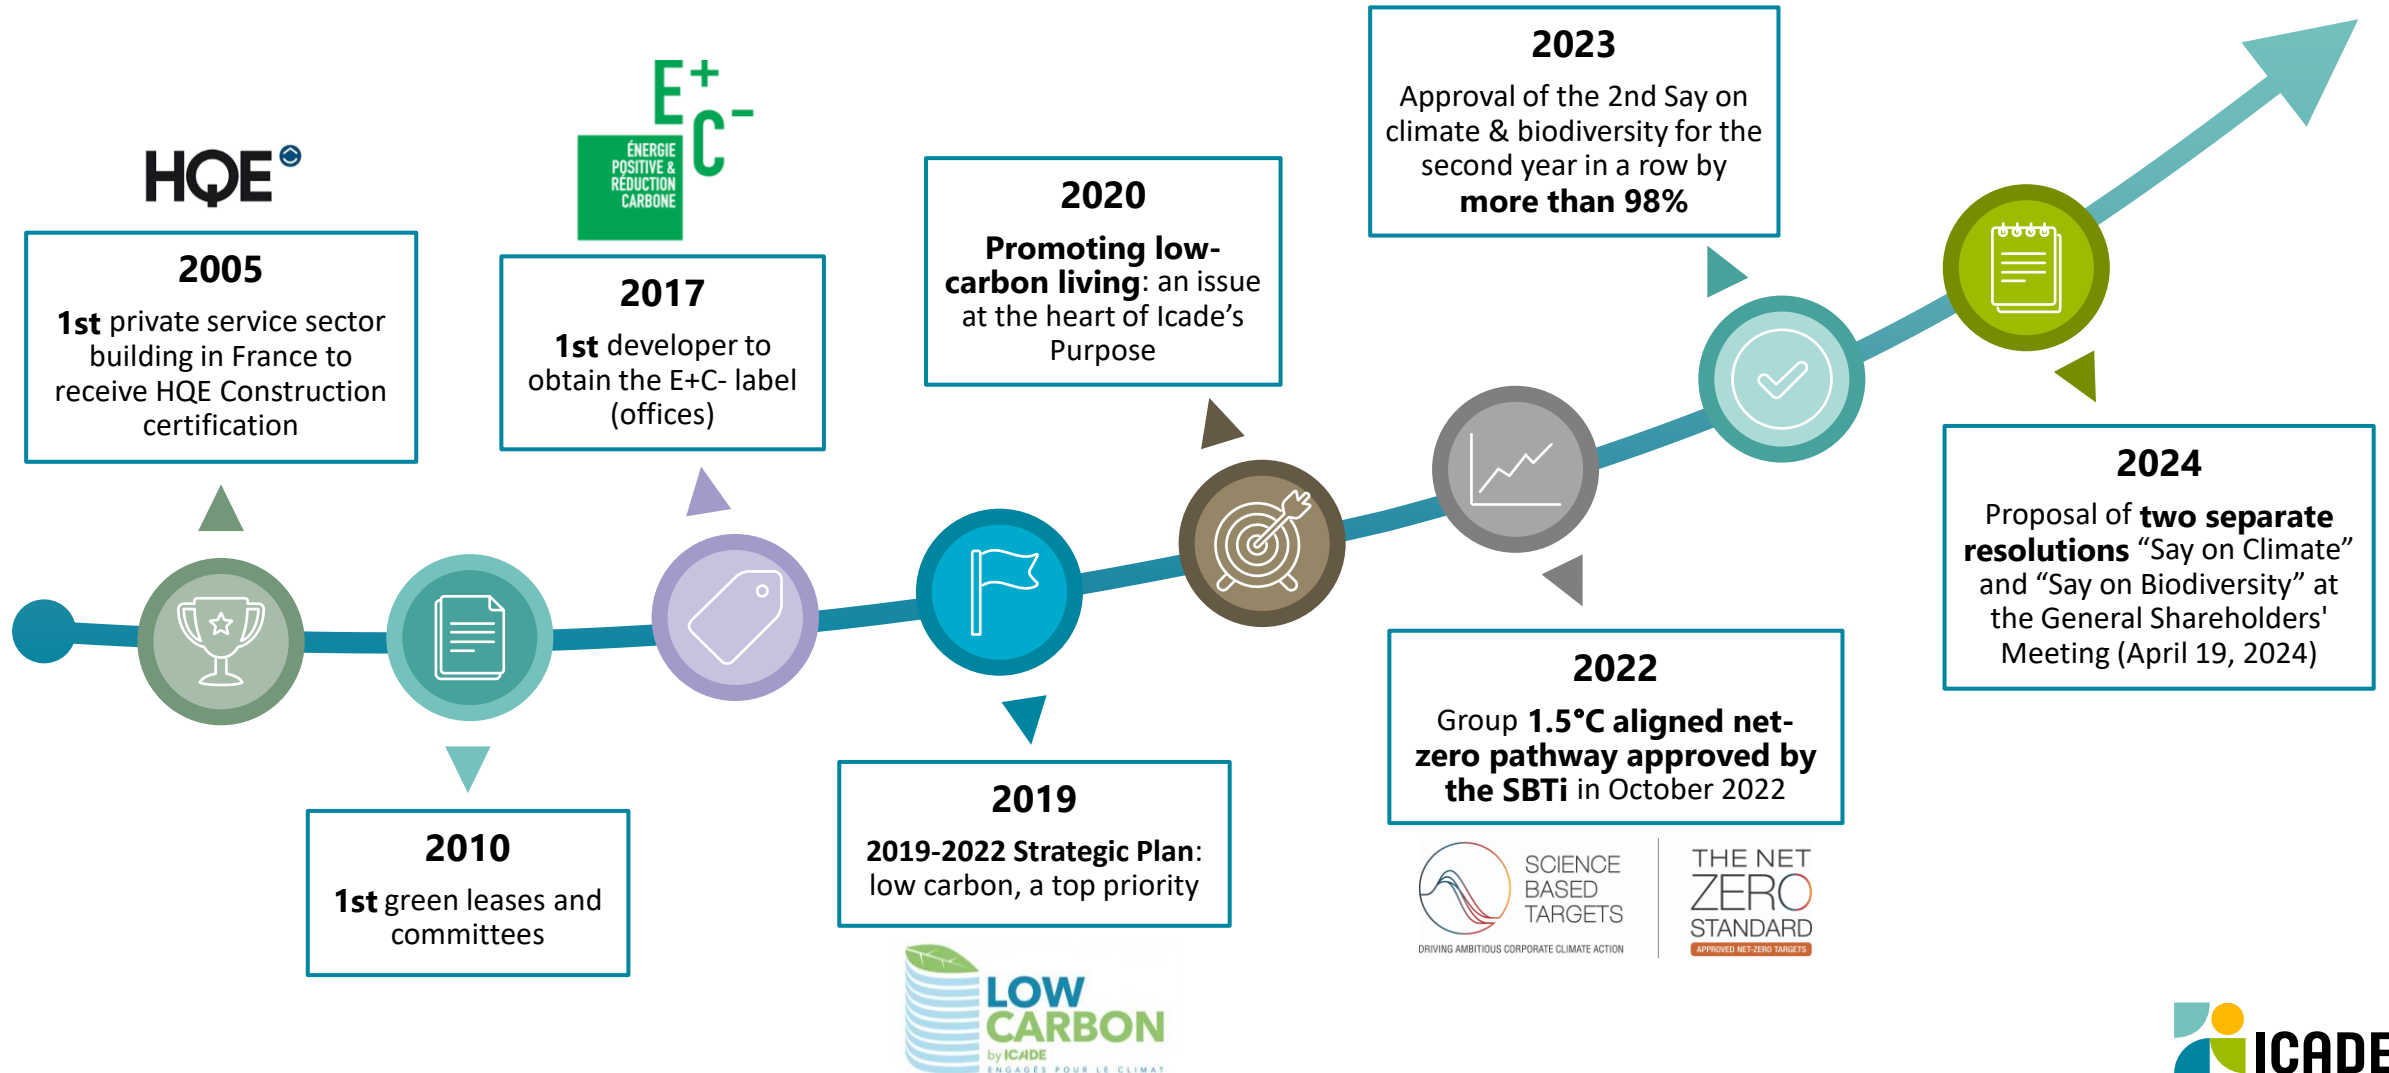 HQE
2005
1st private service sector
building in France to
receive HQE Construction
certification
E+
C-
ÉNERGIE
POSITIVE &
RÉDUCTION
CARBONE
2017
1st developer to
obtain the E+C- label
(offices)
2020
Promoting low-
carbon living: an issue
at the heart of Icade’s
Purpose
2023
Approval of the 2nd Say on
climate & biodiversity for the
second year in a row by
more than 98%
2010
1st green leases and
committees
2019
2019-2022 Strategic Plan:
low carbon, a top priority
LOW
CARBON
by ICADE
ENGAGÉS POUR LE CLIMAT
2022
Group 1.5°C aligned net-
zero pathway approved by
the SBTi in October 2022
SCIENCE
BASED
TARGETS
DRIVING AMBITIOUS CORPORATE CLIMATE ACTION
THE NET
ZERO
STANDARD
APPROVED NET-ZERO TARGETS
2024
Proposal of two separate
resolutions “Say on Climate”
and “Say on Biodiversity” at
the General Shareholders'
Meeting (April 19, 2024)
ICADE